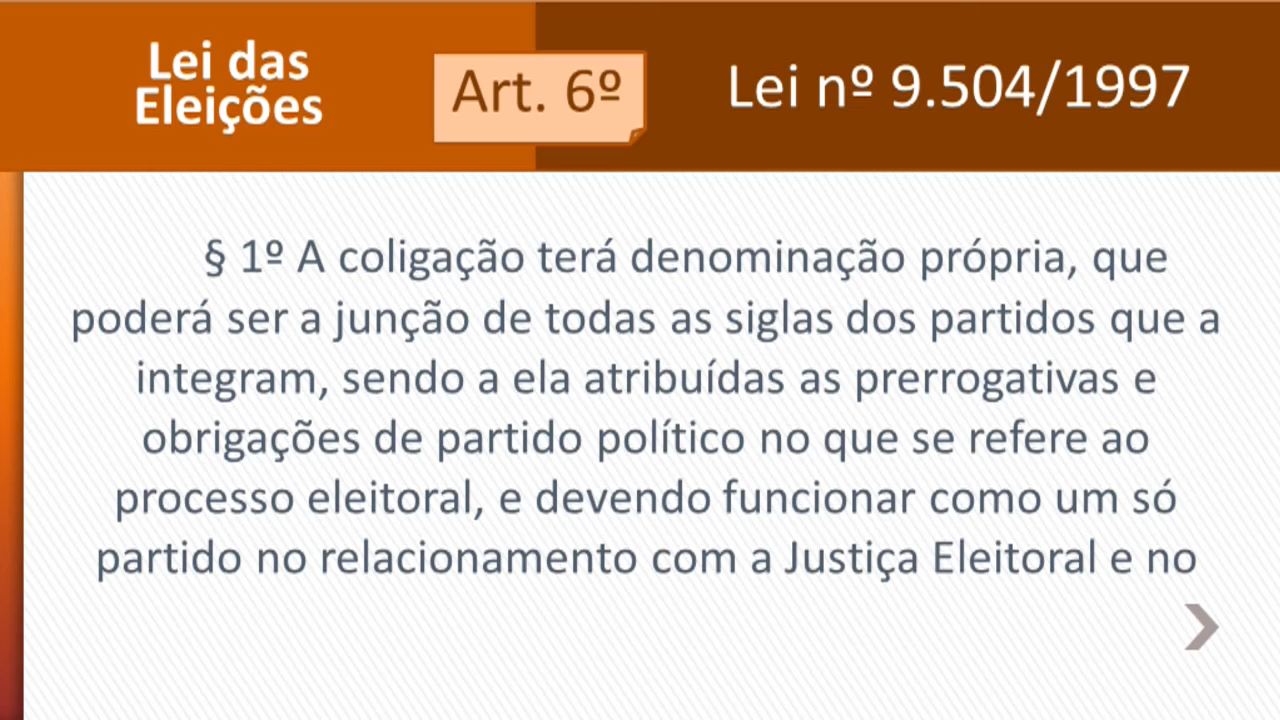 Lei das
Eleições
Art. 6º
Lei nº 9.504/1997
§ 1º A coligação terá denominação própria, que
poderá ser a junção de todas as siglas dos partidos que a
integram, sendo a ela atribuídas as prerrogativas e
obrigações de partido político no que se refere ao
processo eleitoral, e devendo funcionar como um só
partido no relacionamento com a Justiça Eleitoral e no